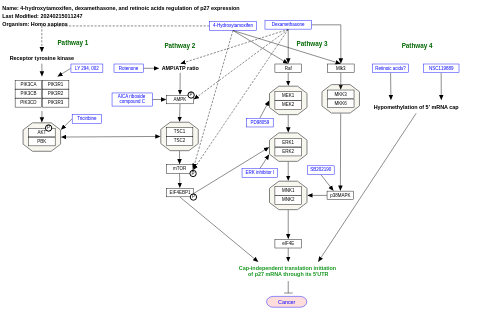 Name: 4-hydroxytamoxifen, dexamethasone, and retinoic acids regulation of p27 expression
Last Modified: 20240215011247
Organism: Homo sapiens
4-Hydroxytamoxifen
Dexamethasone
Pathway 1
Pathway 2
Pathway 3
Pathway 4
Receptor tyrosine kinase
LY 294, 002
Rotenone
AMP/ATP ratio
Raf
Mlk3
Retinoic acids?
NSC119889
PIK3CA
PIK3R1
PIK3CB
PIK3R2
PIK3CD
PIK3R3
AICA riboside
compound C
AMPK
P
MEK1
MEK2
MKK3
MKK6
Hypomethylation of 5' mRNA cap
Triciribine
PD98059
AKT
P
PBK
TSC1
TSC2
ERK1
ERK2
mTOR
P
ERK inhibitor I
SB202190
EIF4EBP1
P
MNK1
MNK2
p38MAPK
eIF4E
Cap-independent translation initiation
of p27 mRNA through its 5'UTR
Cancer